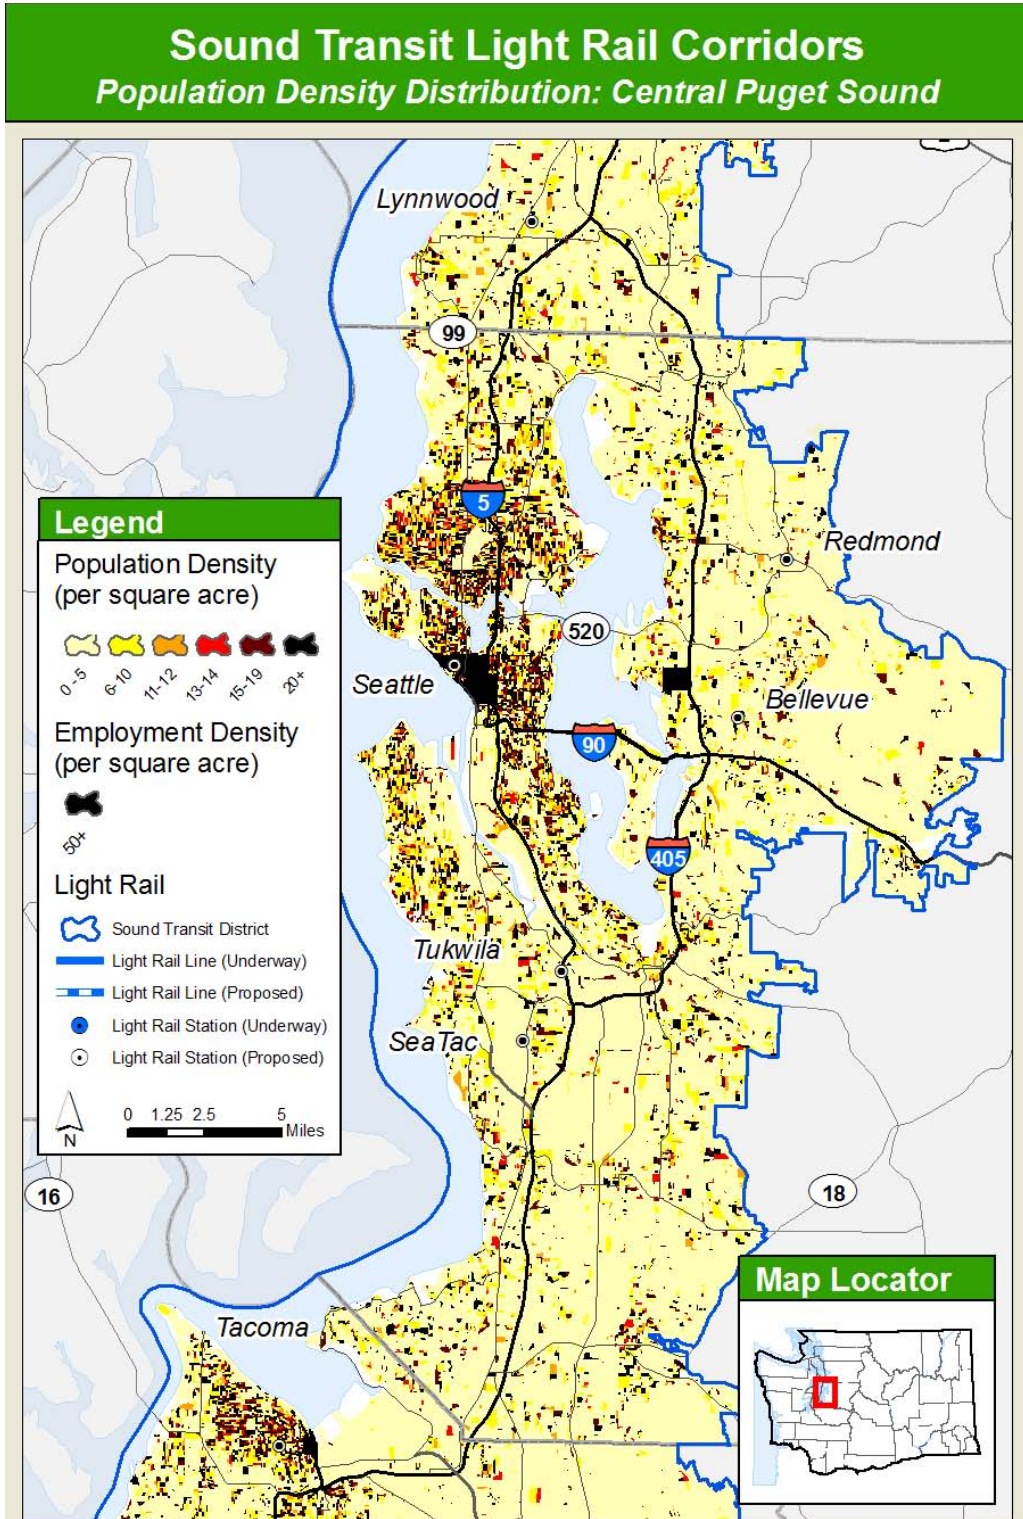 Sound Transit Light Rail Corridors
Population Density Distribution: Central Puget Sound
Lynnwood
99
5
Redmond
520
Seattle
Bellevue
90
405
Tukwila
SeaTac
16
18
Tacoma
Legend
Population Density
(per square acre)
0 - 5
6-10
11-12
13-14
15-19
20+
Employment Density
(per square acre)
50+
Light Rail
Sound Transit District
Light Rail Line (Underway)
Light Rail Line (Proposed)
Light Rail Station (Underway)
Light Rail Station (Proposed)
N
0 1.25 2.5 5
Miles
Map Locator